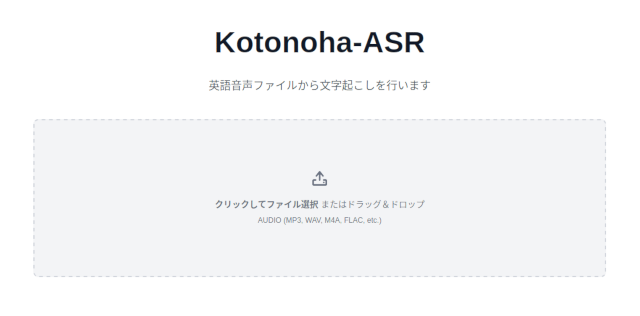 Kotonoha-ASR
英語音声ファイルから文字起こしを行います
クリックしてファイル選択 またはドラッグ＆ドロップ
AUDIO (MP3, WAV, M4A, FLAC, etc.)